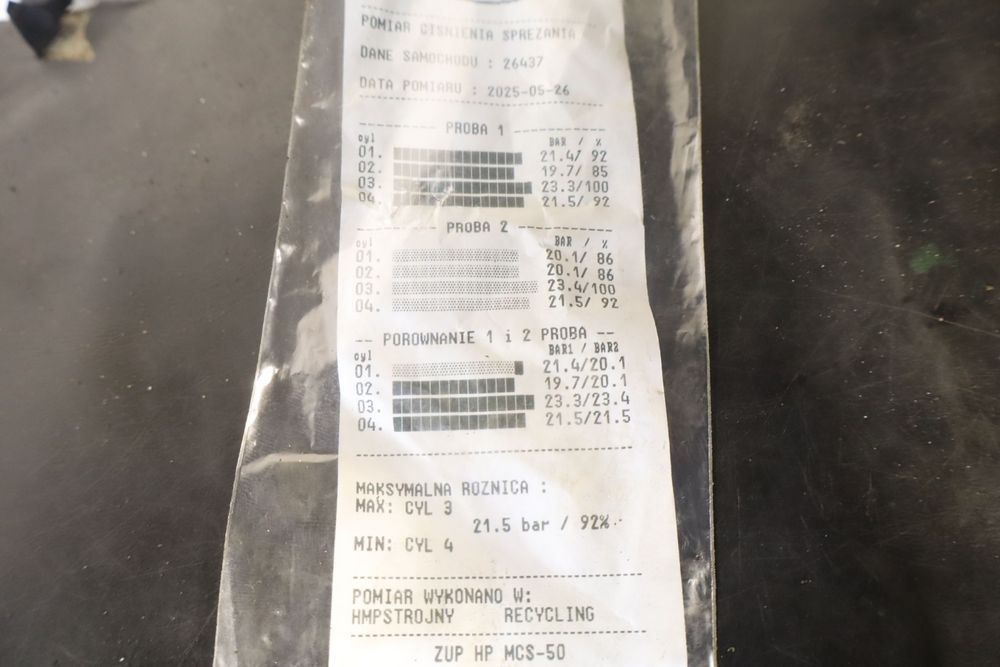 POMIAR CISNIENIA SPREZANIA
DANE SAMOCHODU : 26437
DATA POMIARU : 2025-05-26
PROBA 1
cyl BAR / %
01. 21.4/ 92
02. 19.7/ 85
03. 23.3/100
04. 21.5/ 92
PROBA 2
cyl BAR / %
01. 20.1/ 86
02. 20.1/ 86
03. 23.4/100
04. 21.5/ 92
-- POROWNANIE 1 i 2 PROBA --
cyl BAR1 / BAR2
01. 21.4/20.1
02. 19.7/20.1
03. 23.3/23.4
04. 21.5/21.5
MAKSYMALNA ROZNICA :
MAX: CYL 3
21.5 bar / 92%
MIN: CYL 4
POMIAR WYKONANO W:
HMPSTROJNY RECYCLING
ZUP HP MCS-50